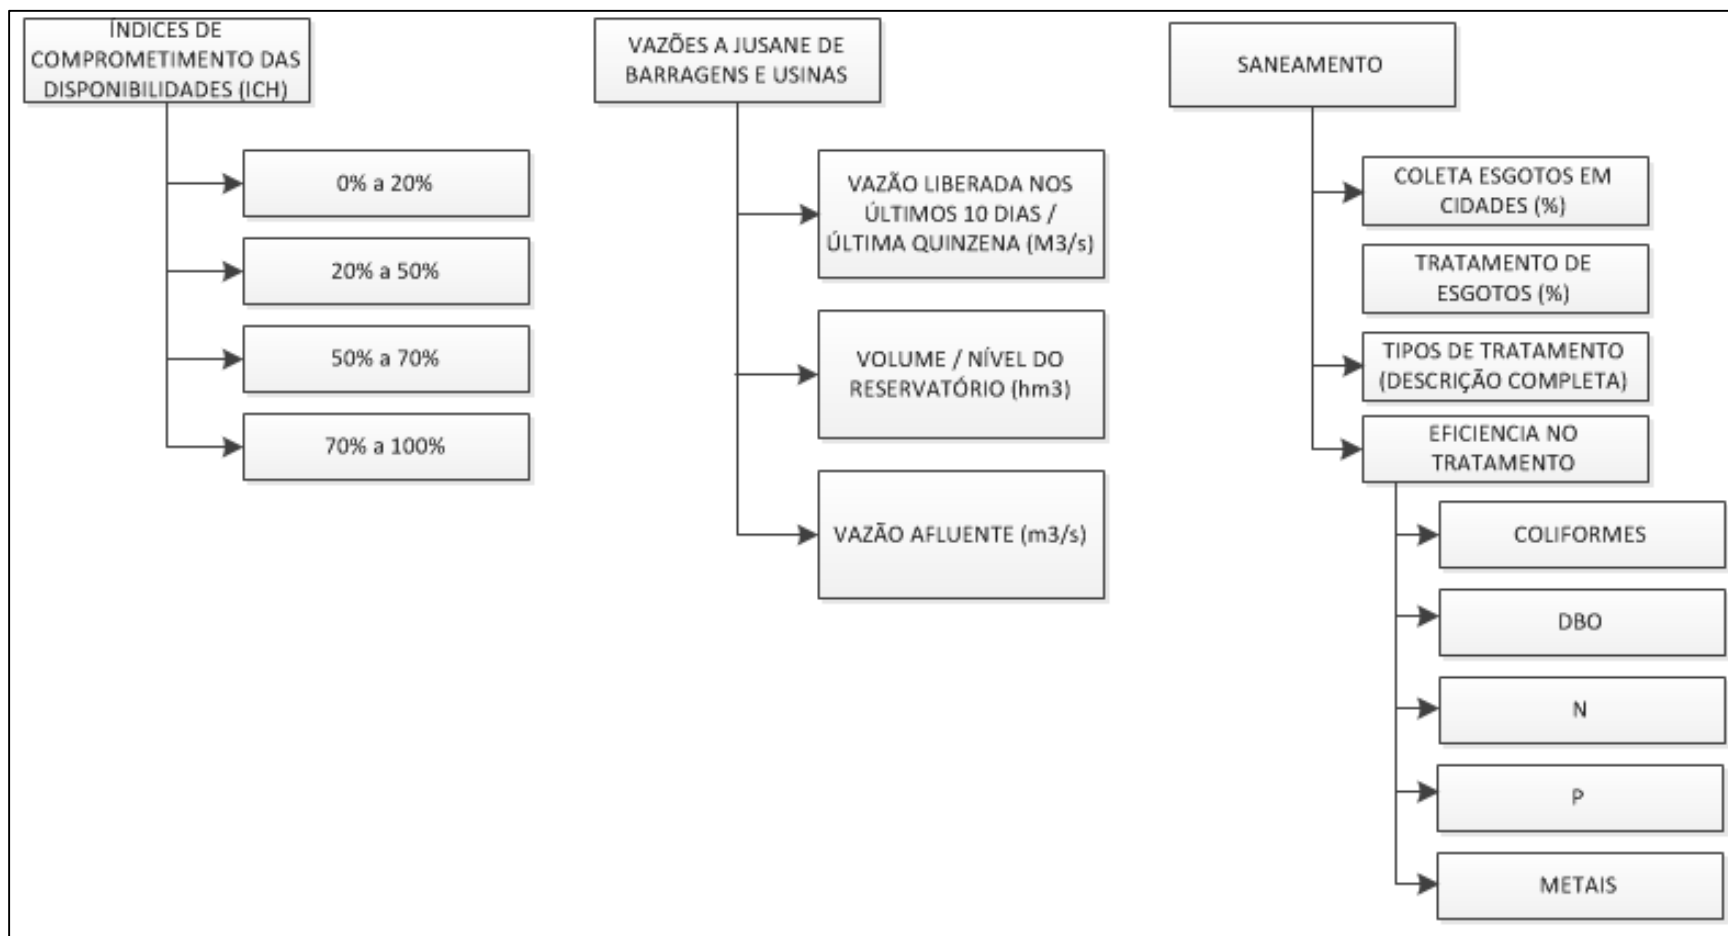 ÍNDICES DE
COMPROMETIMENTO DAS
DISPONIBILIDADES (ICH)
0% a 20%
20% a 50%
50% a 70%
70% a 100%
VAZÕES A JUSANE DE
BARRAGENS E USINAS
VAZÃO LIBERADA NOS
ÚLTIMOS 10 DIAS /
ÚLTIMA QUINZENA (M3/s)
VOLUME / NÍVEL DO
RESERVATÓRIO (hm3)
VAZÃO AFLUENTE (m3/s)
SANEAMENTO
COLETA ESGOTOS EM
CIDADES (%)
TRATAMENTO DE
ESGOTOS (%)
TIPOS DE TRATAMENTO
(DESCRIÇÃO COMPLETA)
EFICIENCIA NO
TRATAMENTO
COLIFORMES
DBO
N
P
METAIS